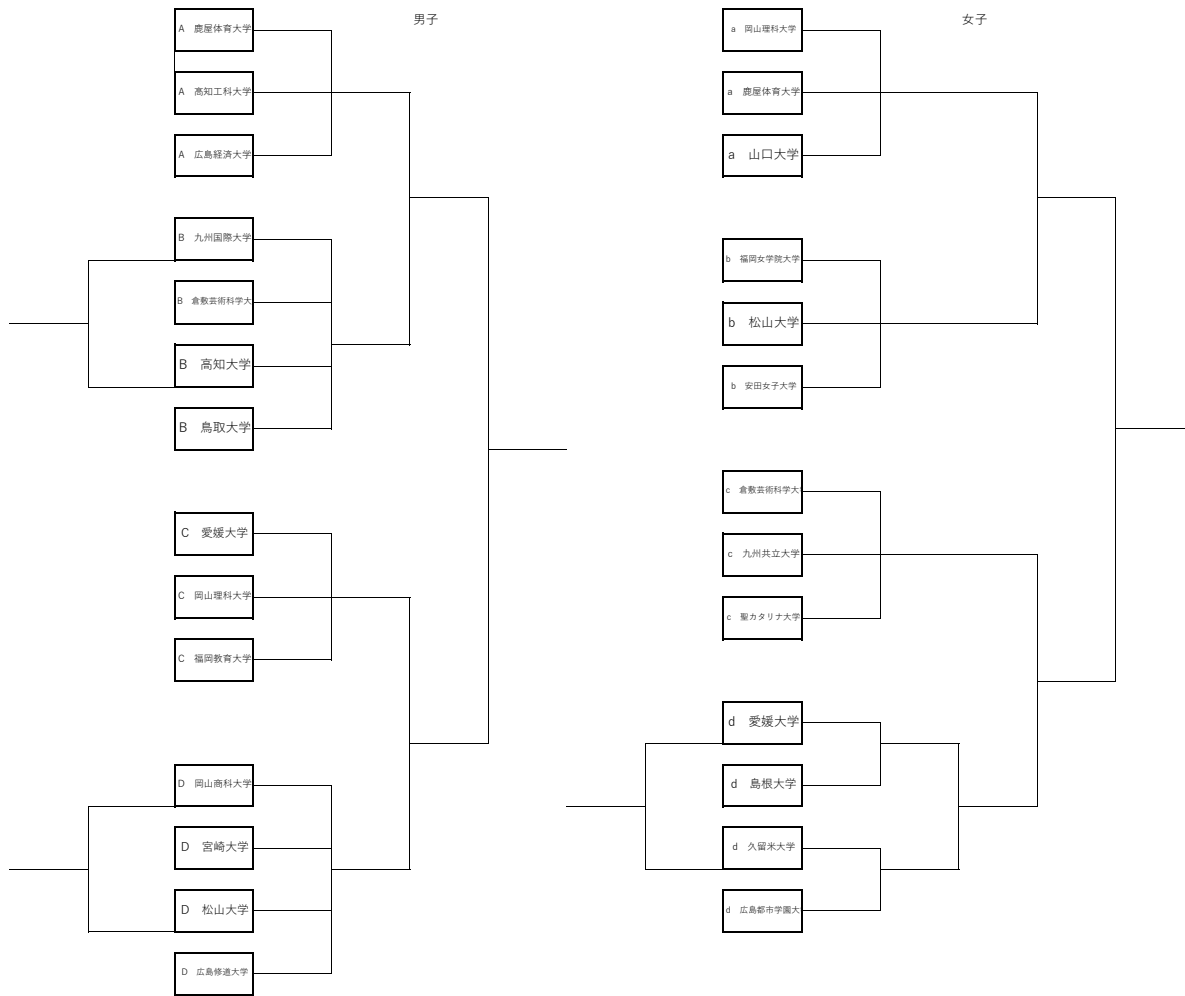 男子
A 鹿屋体育大学
A 高知工科大学
A 広島経済大学
B 九州国際大学
B 倉敷芸術科学大
B 高知大学
B 鳥取大学
C 愛媛大学
C 岡山理科大学
C 福岡教育大学
D 岡山商科大学
D 宮崎大学
D 松山大学
D 広島修道大学
女子
a 岡山理科大学
a 鹿屋体育大学
a 山口大学
b 福岡女学院大学
b 松山大学
b 安田女子大学
c 倉敷芸術科学大
c 九州共立大学
c 聖カタリナ大学
d 愛媛大学
d 島根大学
d 久留米大学
d 広島都市学園大